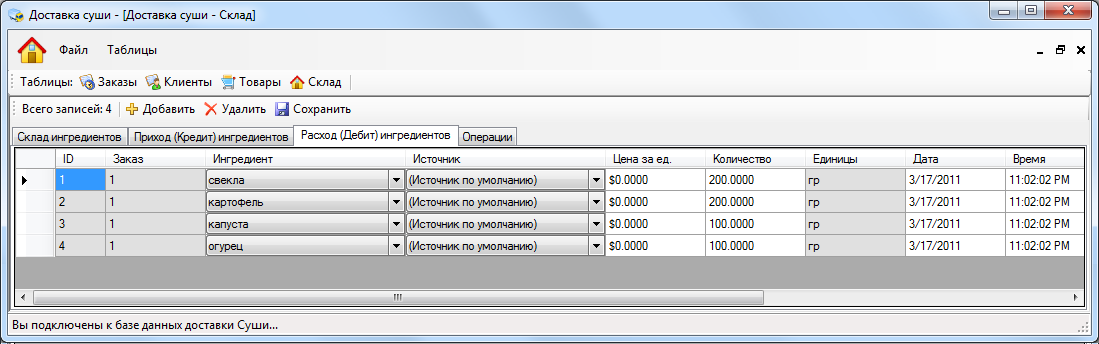 Доставка суши - [Доставка суши - Склад]
Файл Таблицы
Таблицы: Заказы Клиенты Товары Склад
Всего записей: 4 Добавить Удалить Сохранить
Склад ингредиентов Приход (Кредит) ингредиентов Расход (Дебит) ингредиентов Операции
ID Заказ Ингредиент Источник Цена за ед. Количество Единицы Дата Время
1 1 свекла (Источник по умолчанию) $0.0000 200.0000 гр 3/17/2011 11:02:02 PM
2 1 картофель (Источник по умолчанию) $0.0000 200.0000 гр 3/17/2011 11:02:02 PM
3 1 капуста (Источник по умолчанию) $0.0000 100.0000 гр 3/17/2011 11:02:02 PM
4 1 огурец (Источник по умолчанию) $0.0000 100.0000 гр 3/17/2011 11:02:02 PM
Вы подключены к базе данных доставки Суши...